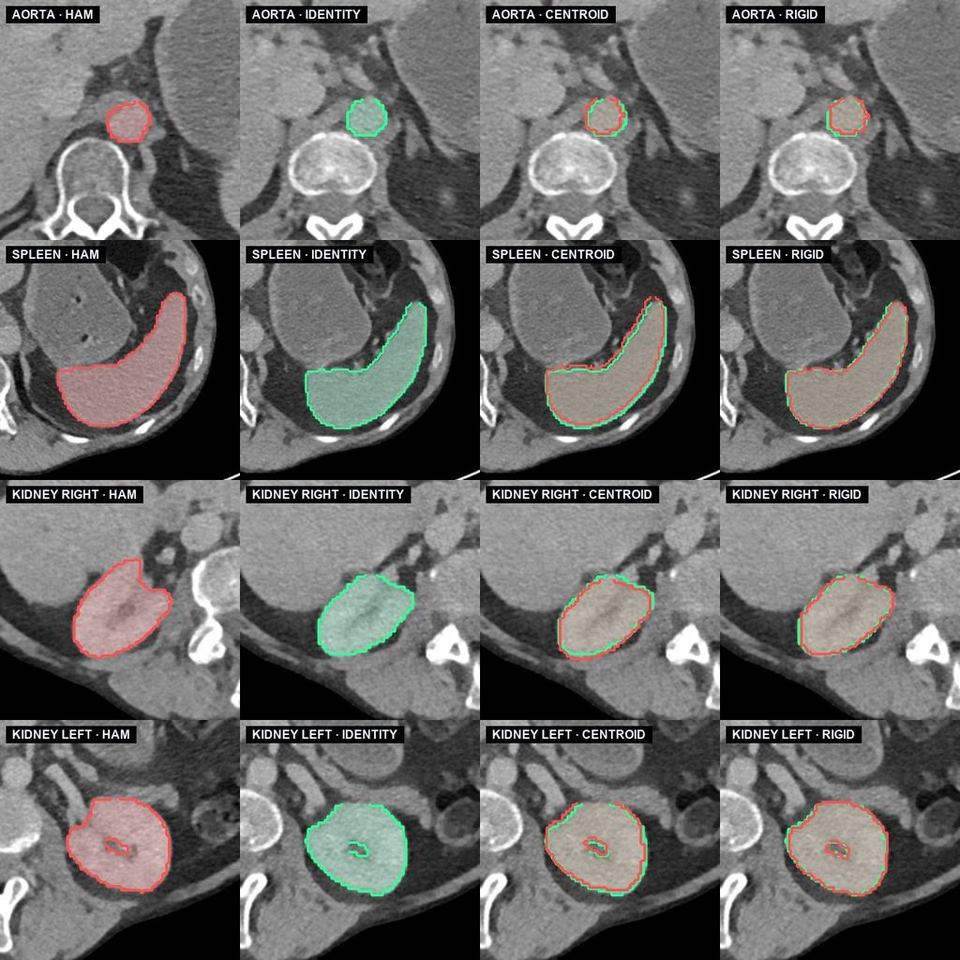 AORTA · HAM
AORTA · IDENTITY
AORTA · CENTROID
AORTA · RIGID
SPLEEN · HAM
SPLEEN · IDENTITY
SPLEEN · CENTROID
SPLEEN · RIGID
KIDNEY RIGHT · HAM
KIDNEY RIGHT · IDENTITY
KIDNEY RIGHT · CENTROID
KIDNEY RIGHT · RIGID
KIDNEY LEFT · HAM
KIDNEY LEFT · IDENTITY
KIDNEY LEFT · CENTROID
KIDNEY LEFT · RIGID